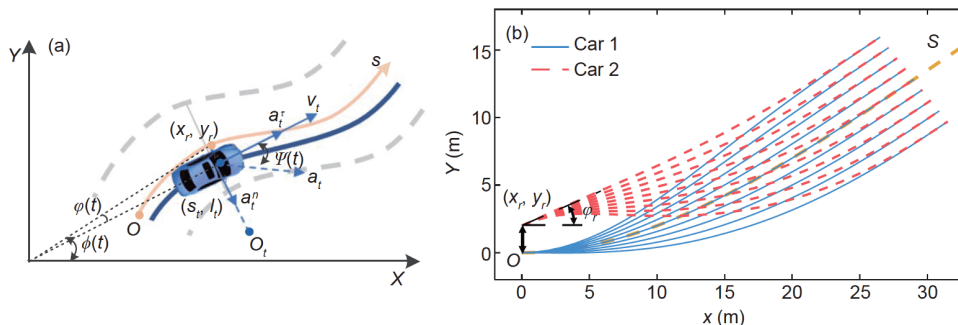 (a)
Y
X
O
s
(x_r, y_r)
a_t^τ
v_t
Ψ(t)
a_t
a_t^n
(s_t, l_t)
O_t
φ(t)
ϕ(t)
(b)
Car 1
Car 2
S
(x_r, y_r)
φ_r
O
15
10
5
0
Y (m)
0 5 10 15 20 25 30
x (m)